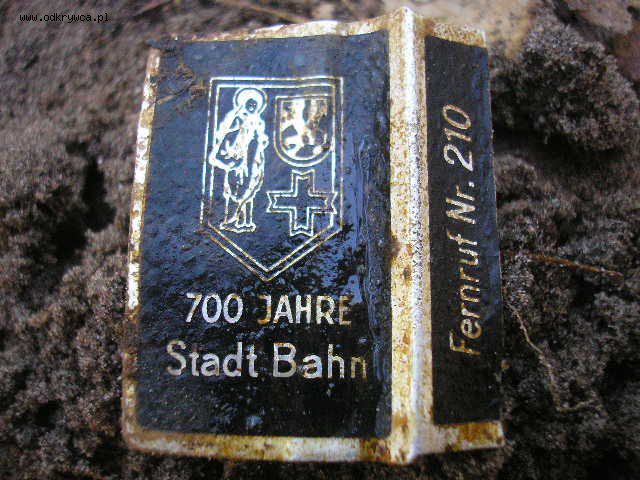 www.odkrywca.pl
700 JAHRE
Stadt Bahn
Fernruf Nr. 210